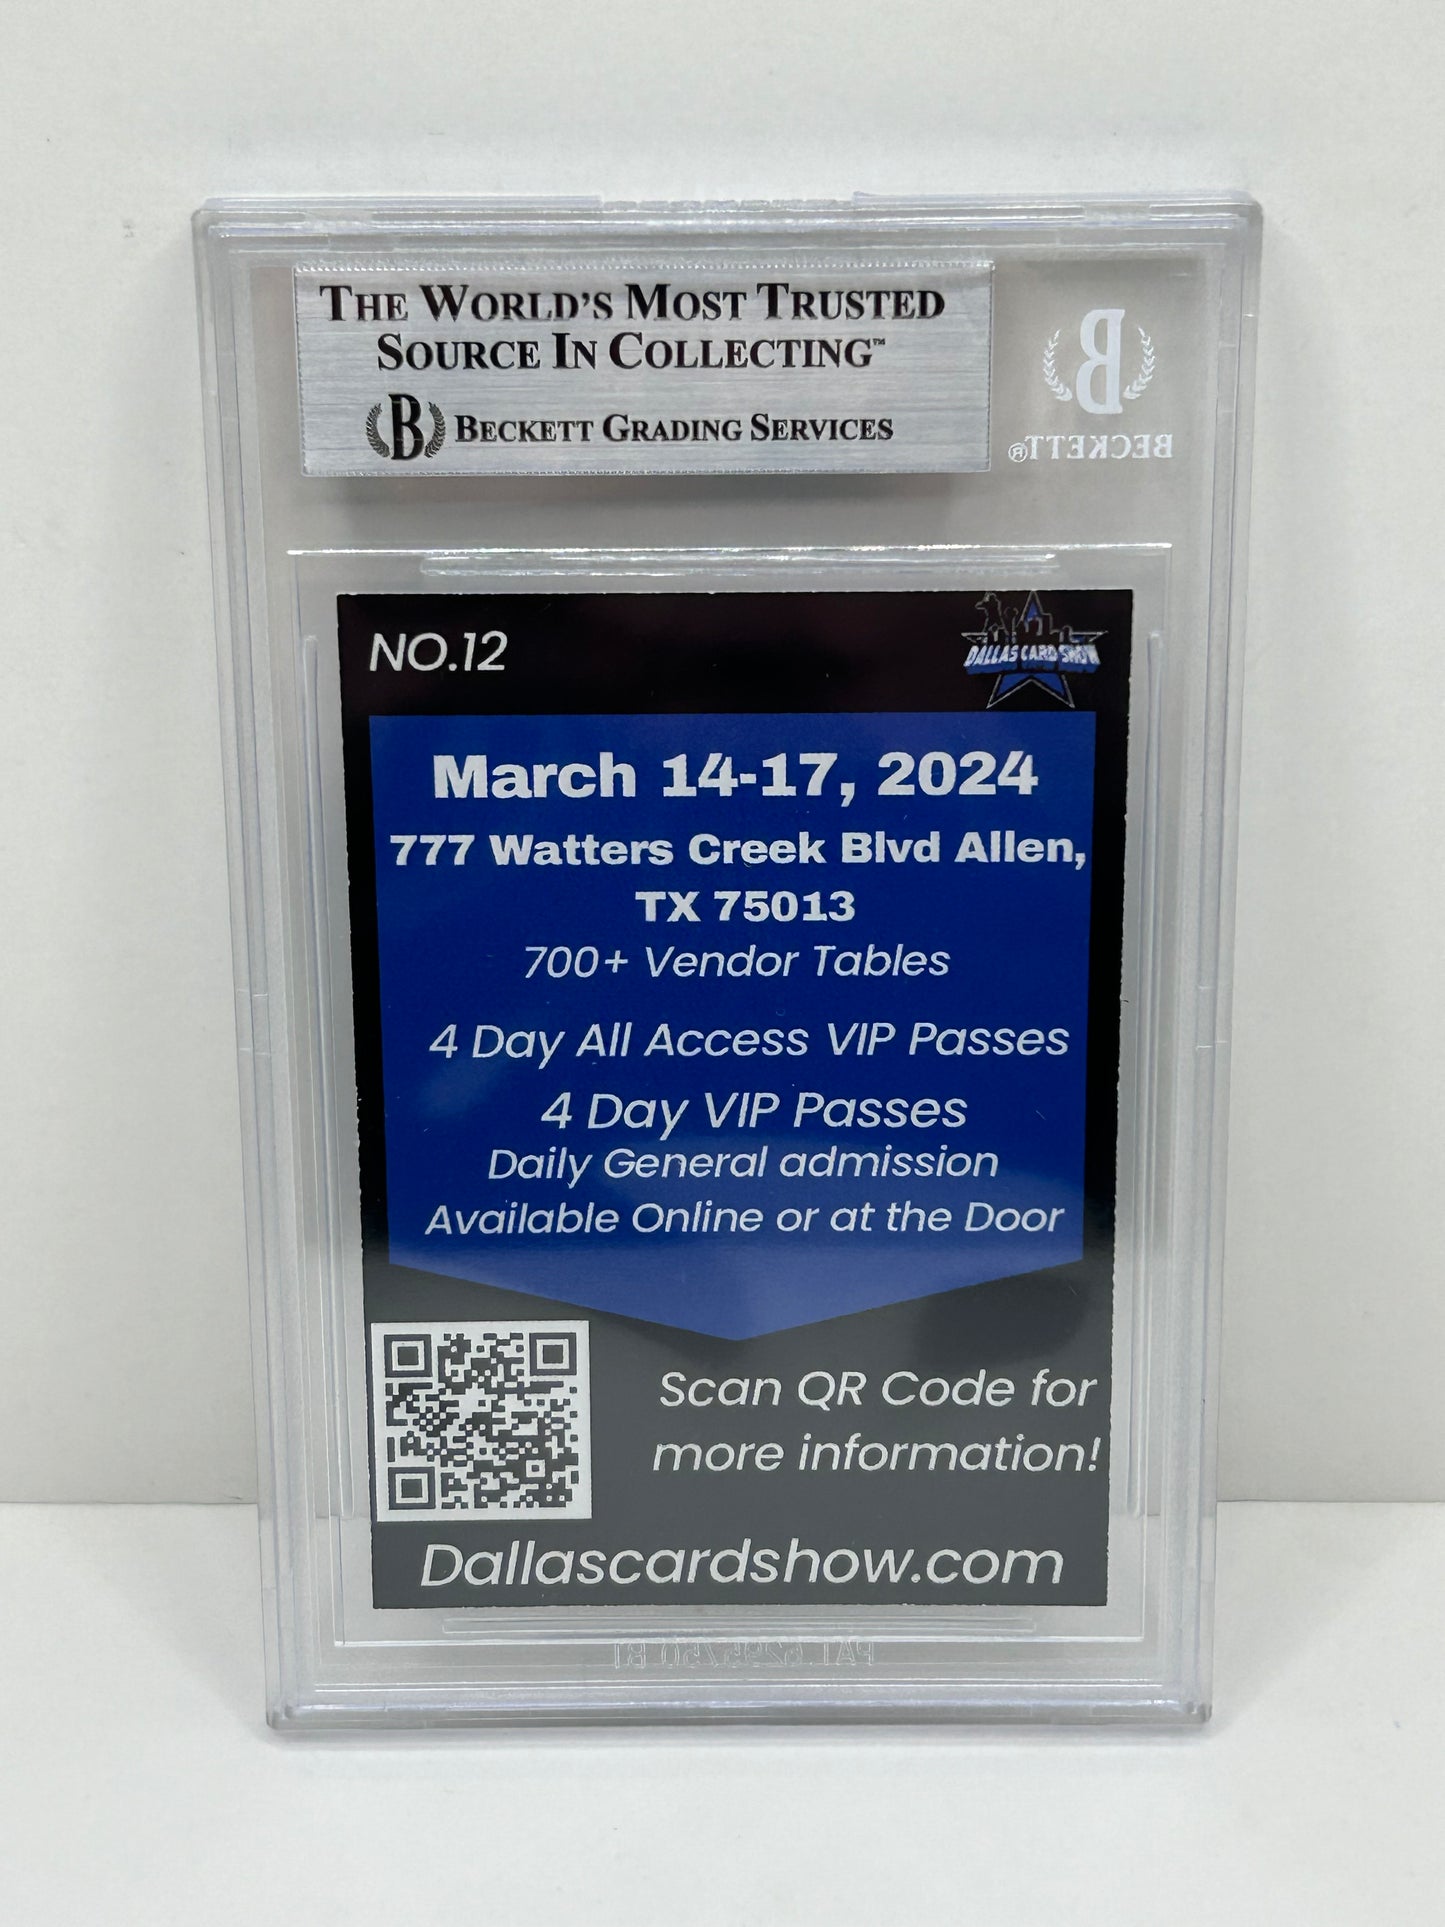 THE WORLD'S MOST TRUSTED
SOURCE IN COLLECTING™
B BECKETT GRADING SERVICES
B
BECKETT®
NO.12
DALLAS CARD SHOW
March 14-17, 2024
777 Watters Creek Blvd Allen,
TX 75013
700+ Vendor Tables
4 Day All Access VIP Passes
4 Day VIP Passes
Daily General admission
Available Online or at the Door
Scan QR Code for
more information!
Dallascardshow.com